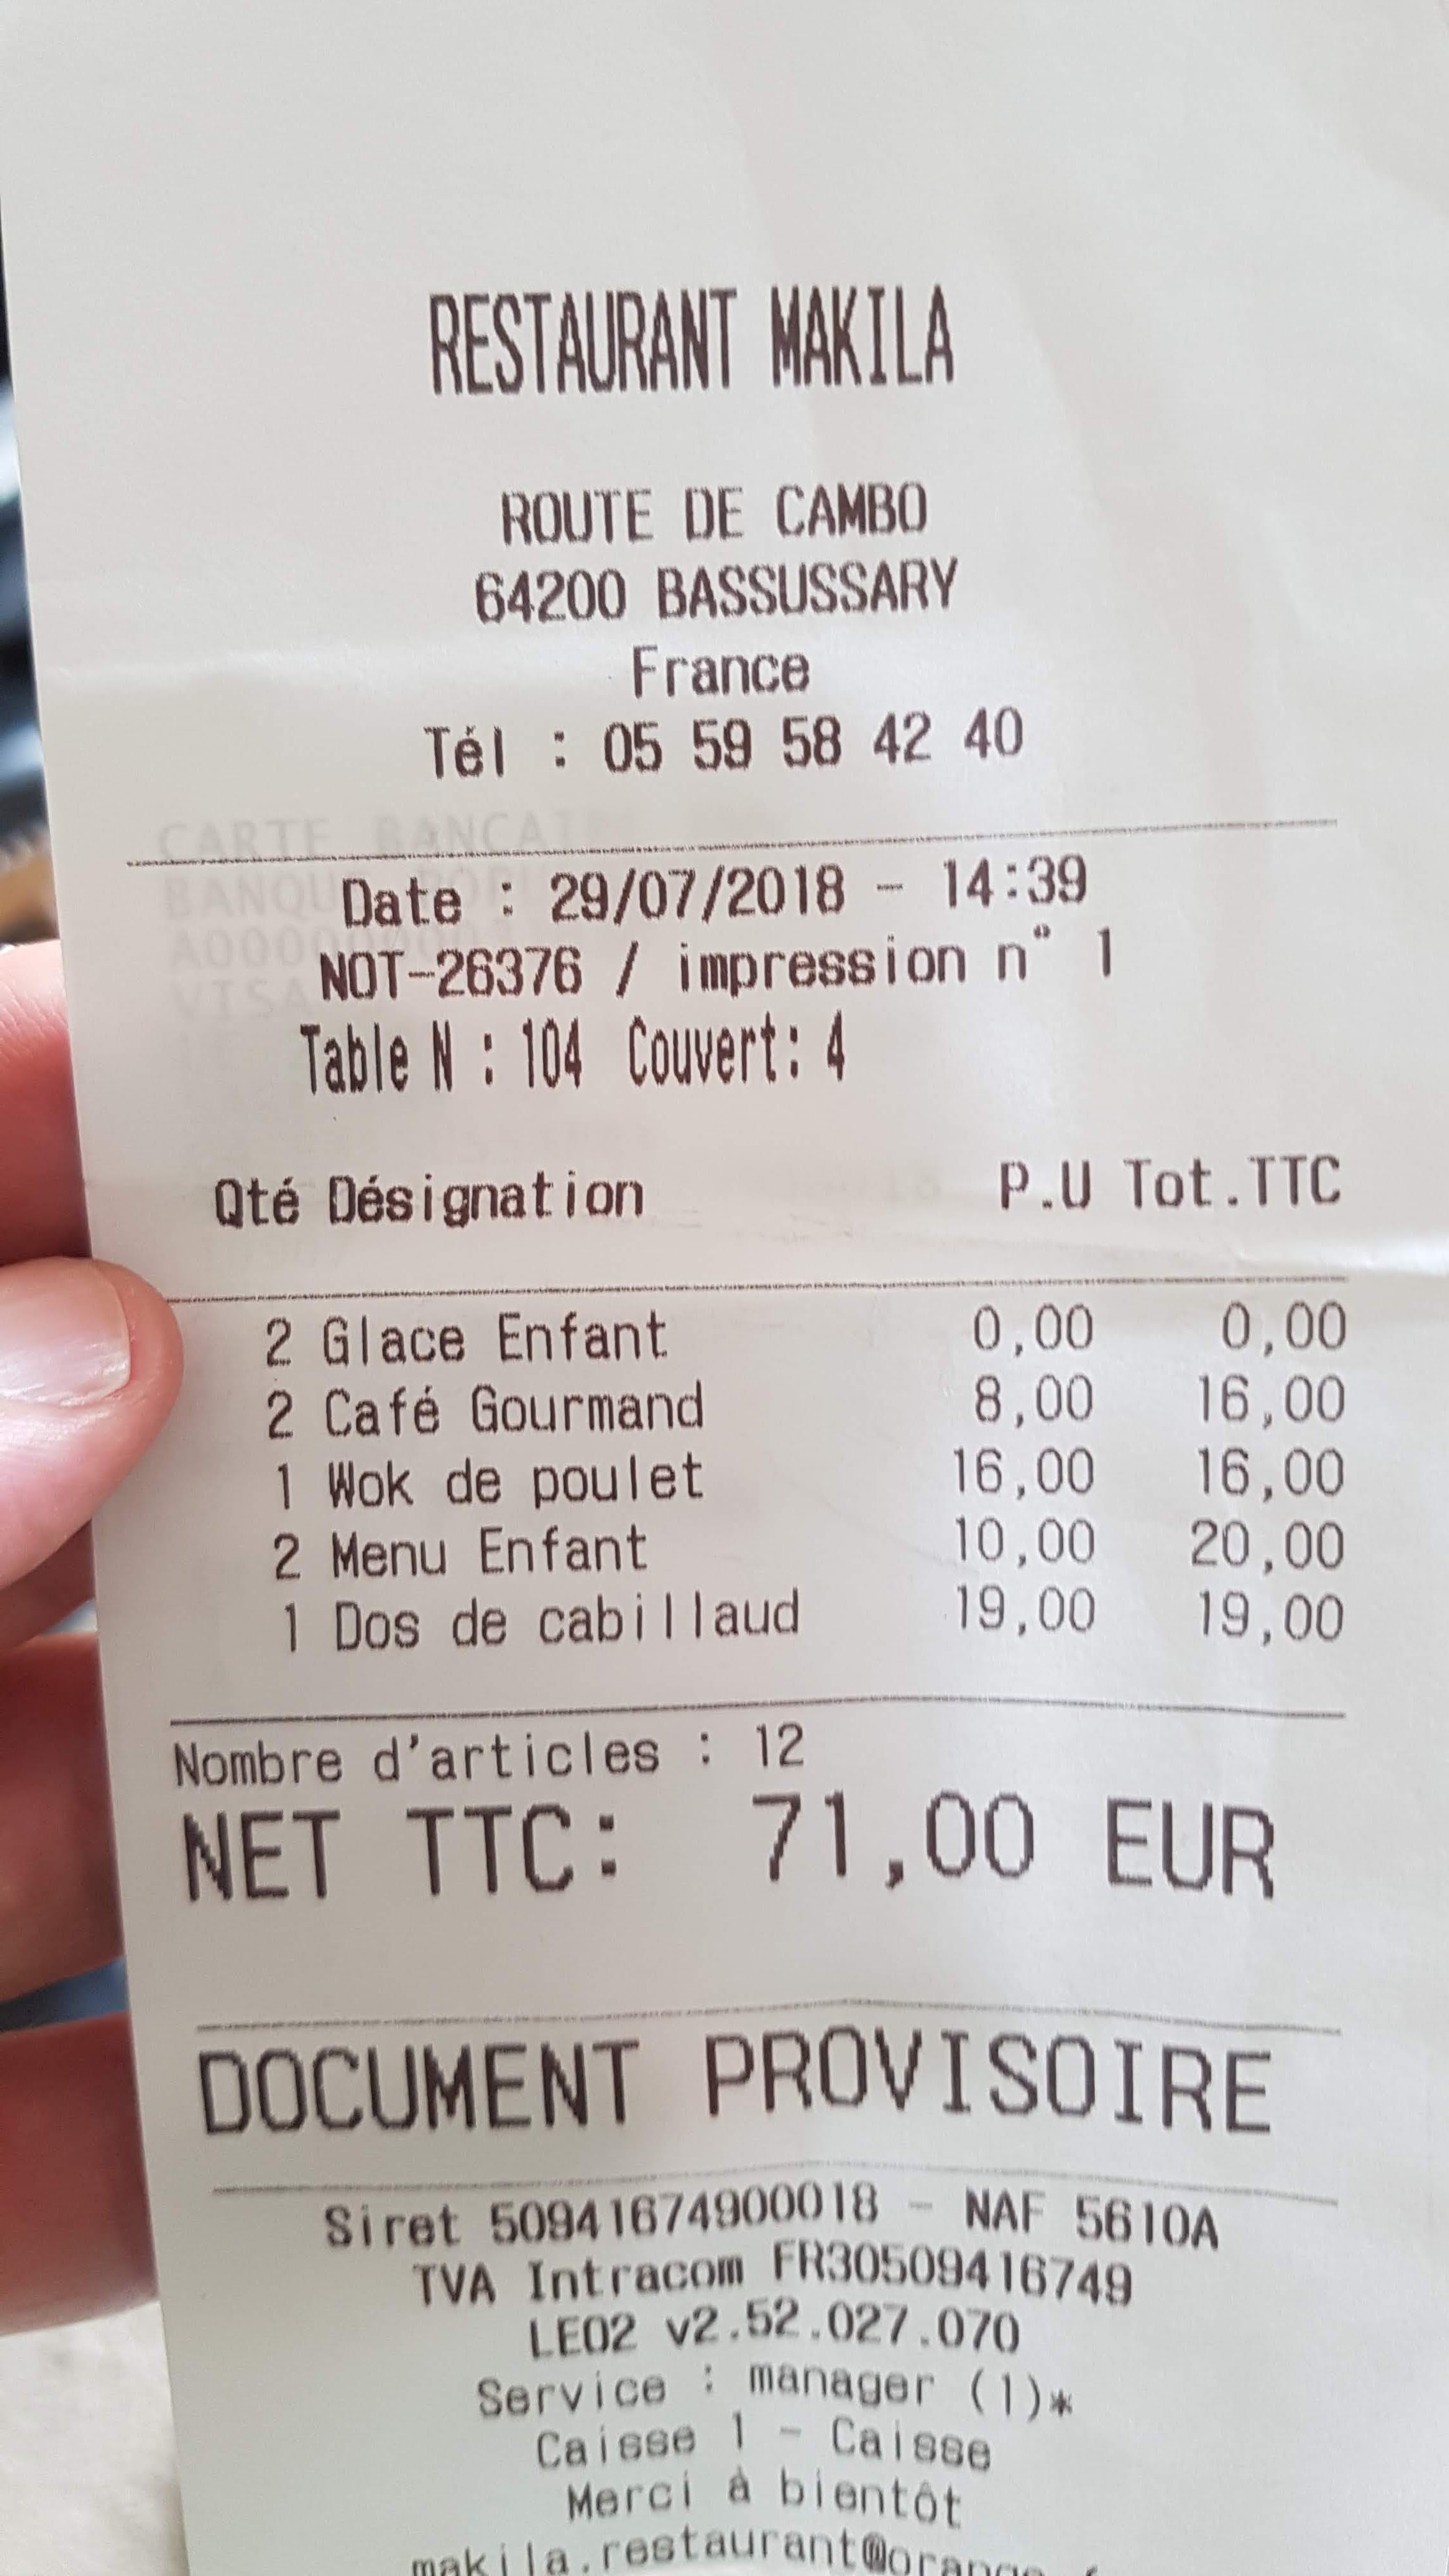 RESTAURANT MAKILA
ROUTE DE CAMBO
64200 BASSUSSARY
France
Tél : 05 59 58 42 40
CARTE
Date : 29/07/2018 - 14:39
NOT-26376 / impression n° 1
VISA
Table N : 104 Couvert: 4
Qté Désignation P.U Tot.TTC
2 Glace Enfant 0,00 0,00
2 Café Gourmand 8,00 16,00
1 Wok de poulet 16,00 16,00
2 Menu Enfant 10,00 20,00
1 Dos de cabillaud 19,00 19,00
Nombre d'articles : 12
NET TTC: 71,00 EUR
DOCUMENT PROVISOIRE
Siret 50941674900018 - NAF 5610A
TVA Intracom FR30509416749
LEO2 v2.52.027.070
Service : manager (1)*
Caisse 1 - Caisse
Merci à bientôt